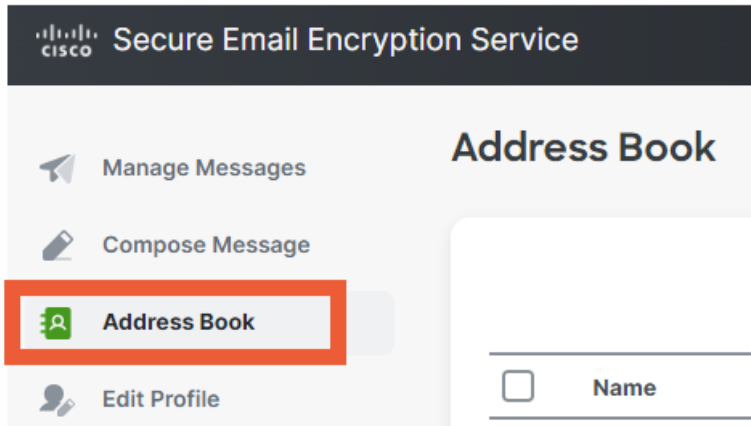 CISCO Secure Email Encryption Service
Manage Messages
Compose Message
Address Book
Edit Profile
Address Book
Name